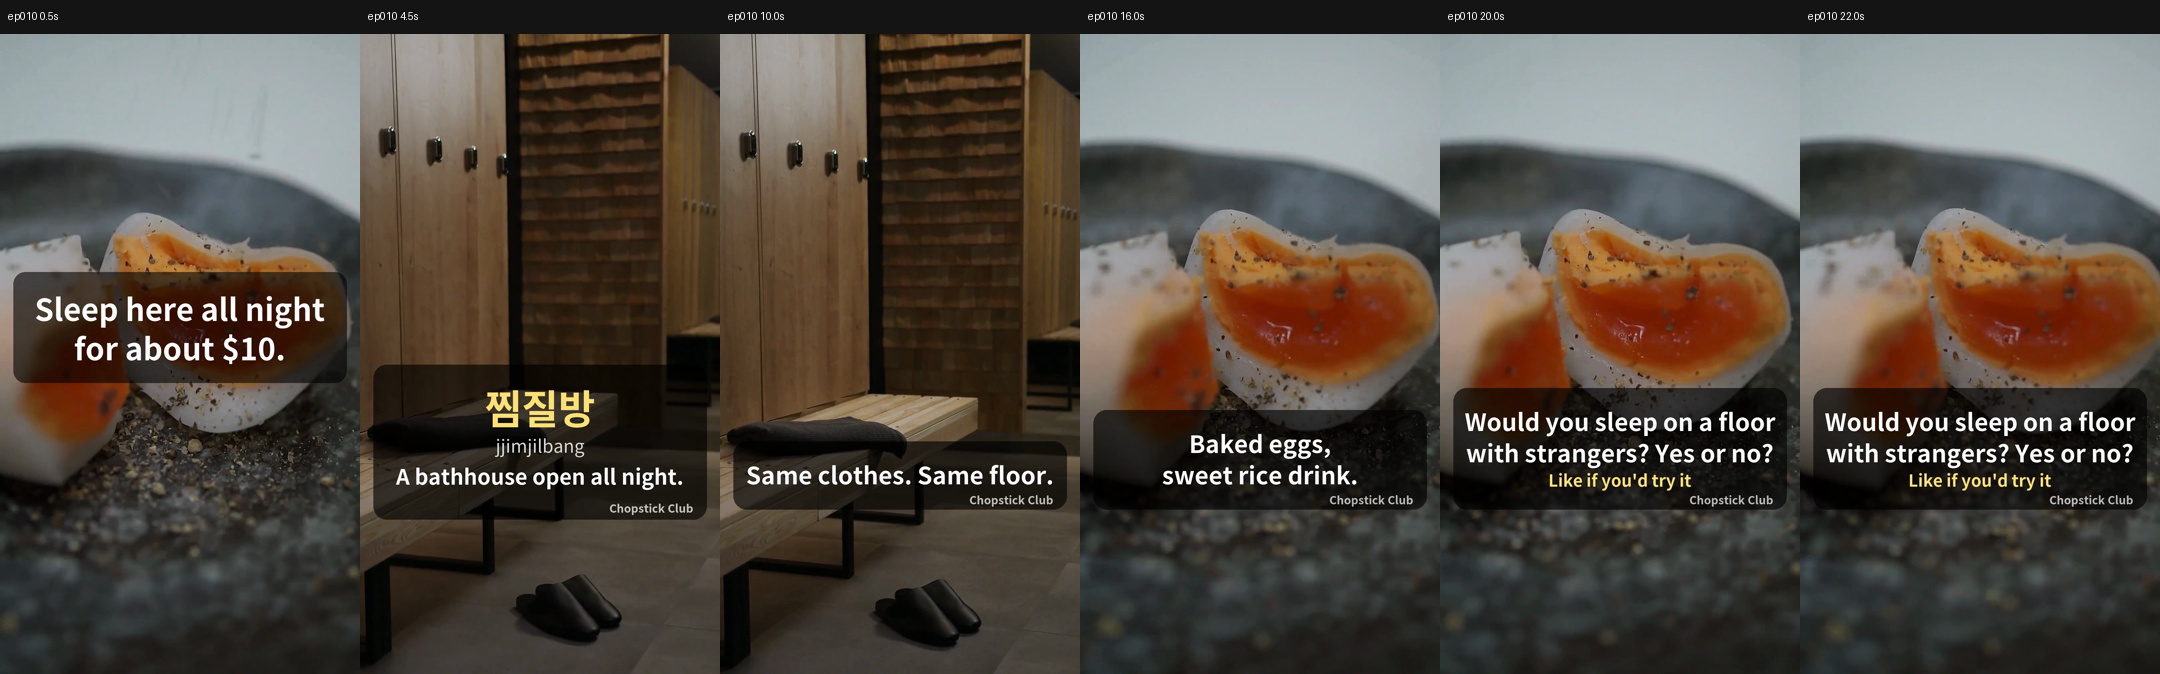 ep010 0.5s
Sleep here all night
for about $10.
ep010 4.5s
찜질방
jjimjilbang
A bathhouse open all night.
Chopstick Club
ep010 10.0s
Same clothes. Same floor.
Chopstick Club
ep010 16.0s
Baked eggs,
sweet rice drink.
Chopstick Club
ep010 20.0s
Would you sleep on a floor
with strangers? Yes or no?
Like if you'd try it
Chopstick Club
ep010 22.0s
Would you sleep on a floor
with strangers? Yes or no?
Like if you'd try it
Chopstick Club